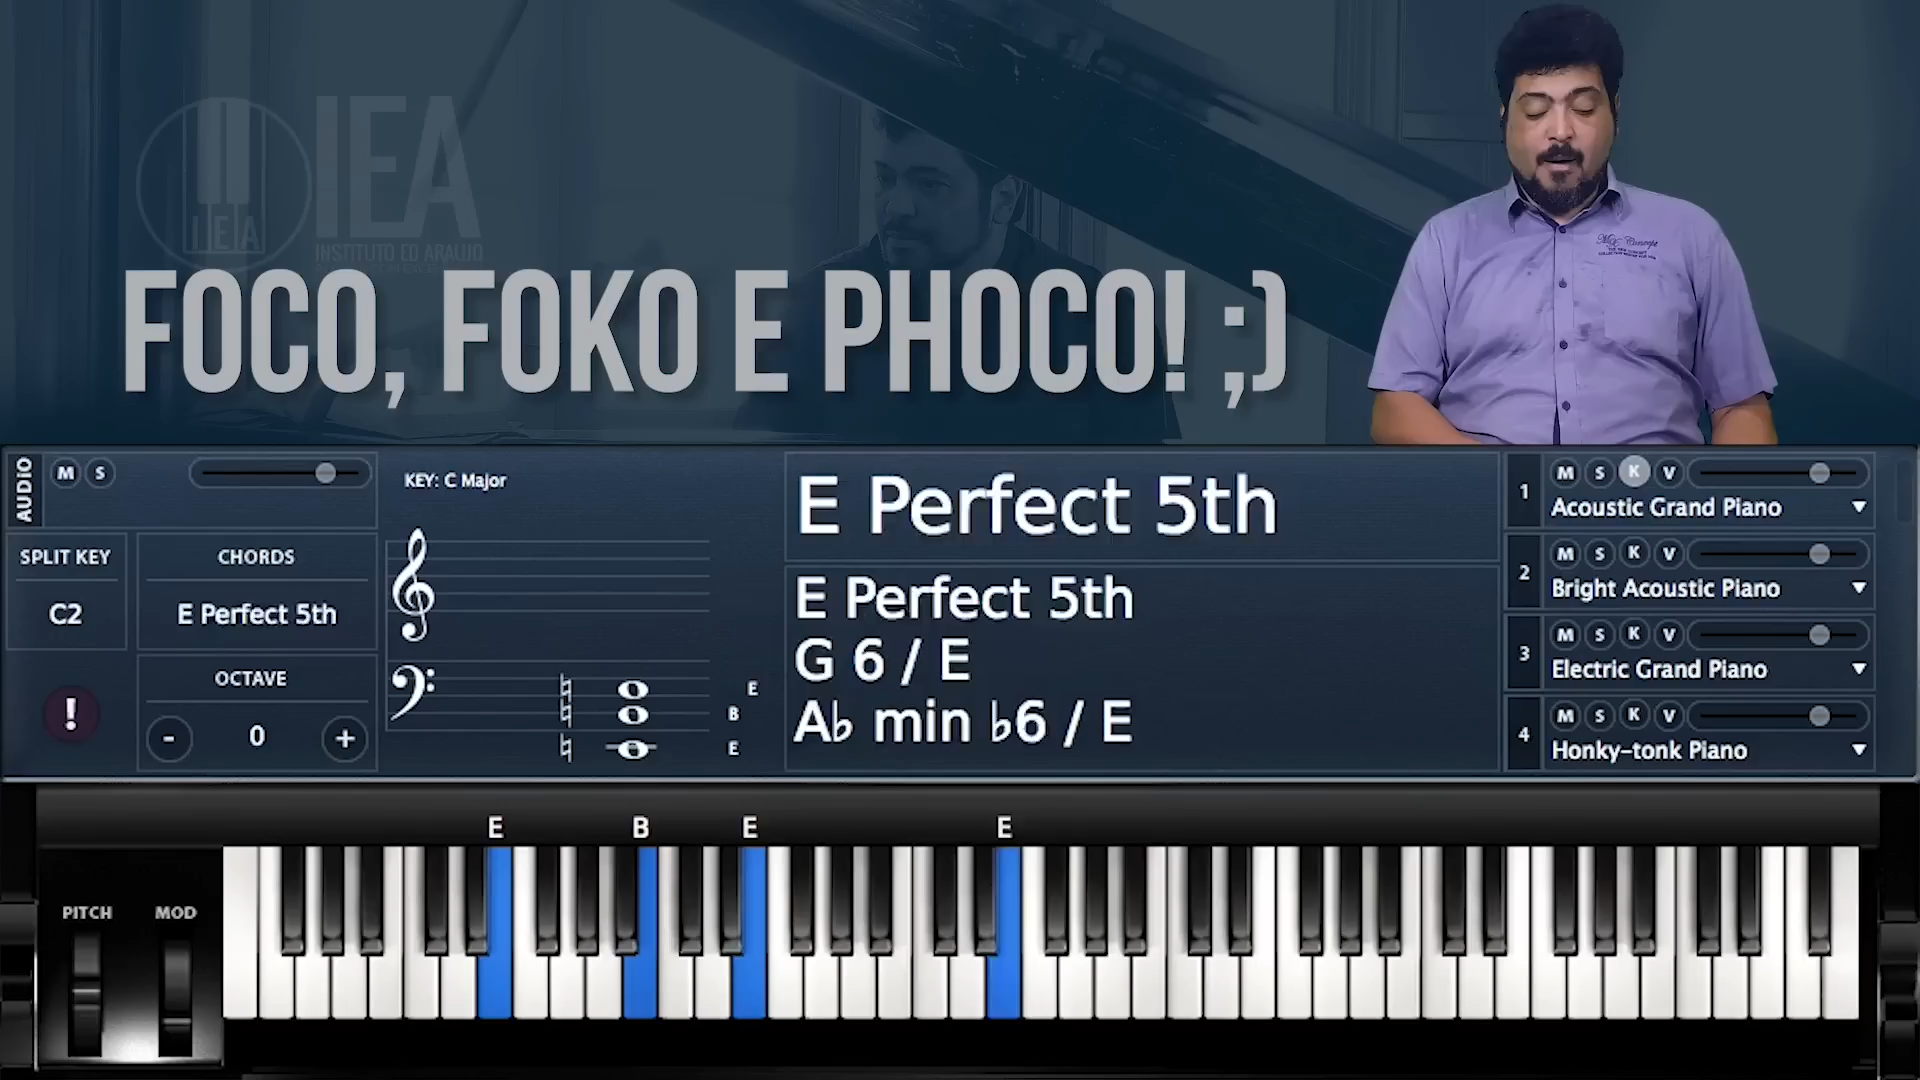 IEA
IEA
INSTITUTO ED ARAUJO
FOCO, FOKO E PHOCO! ;)
AUDiO
M S
KEY: C Major
SPLIT KEY
C2
CHORDS
E Perfect 5th
OCTAVE
- 0 +
!
E
B
E
E Perfect 5th
E Perfect 5th
G 6 / E
A♭ min ♭6 / E
1
M S K V
Acoustic Grand Piano
2
M S K V
Bright Acoustic Piano
3
M S K V
Electric Grand Piano
4
M S K V
Honky-tonk Piano
E B E E
PITCH MOD